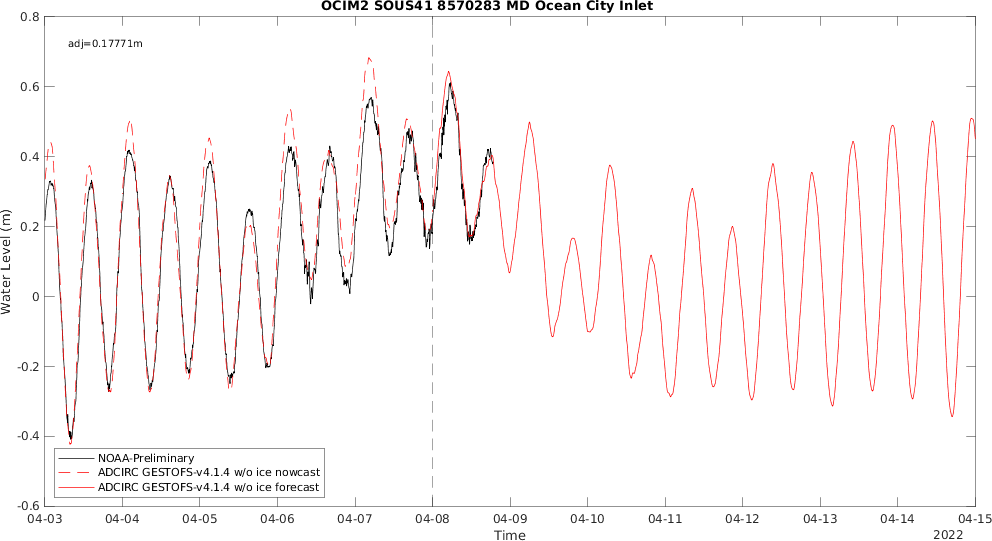 OCIM2 SOUS41 8570283 MD Ocean City Inlet
adj=0.17771m
0.8
0.6
0.4
0.2
0
-0.2
-0.4
-0.6
Water Level (m)
NOAA-Preliminary
ADCIRC GESTOFS-v4.1.4 w/o ice nowcast
ADCIRC GESTOFS-v4.1.4 w/o ice forecast
04-03 04-04 04-05 04-06 04-07 04-08 04-09 04-10 04-11 04-12 04-13 04-14 04-15
Time
2022